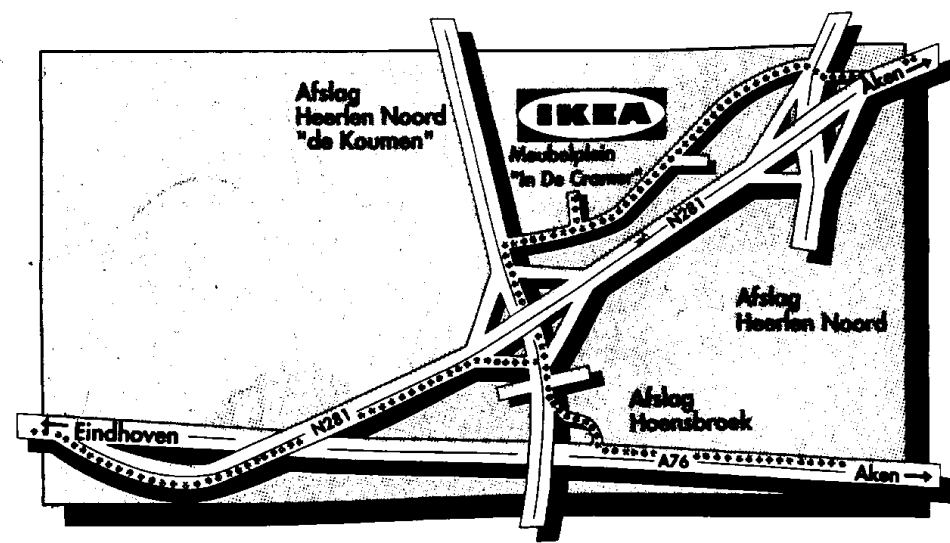 Afslag
Heerlen Noord
"de Koumen"
IKEA
Meubelplein
"In De Cramer"
Aken →
N281
Afslag
Heerlen Noord
Afslag
Hoensbroek
N281
← Eindhoven
A76
Aken →